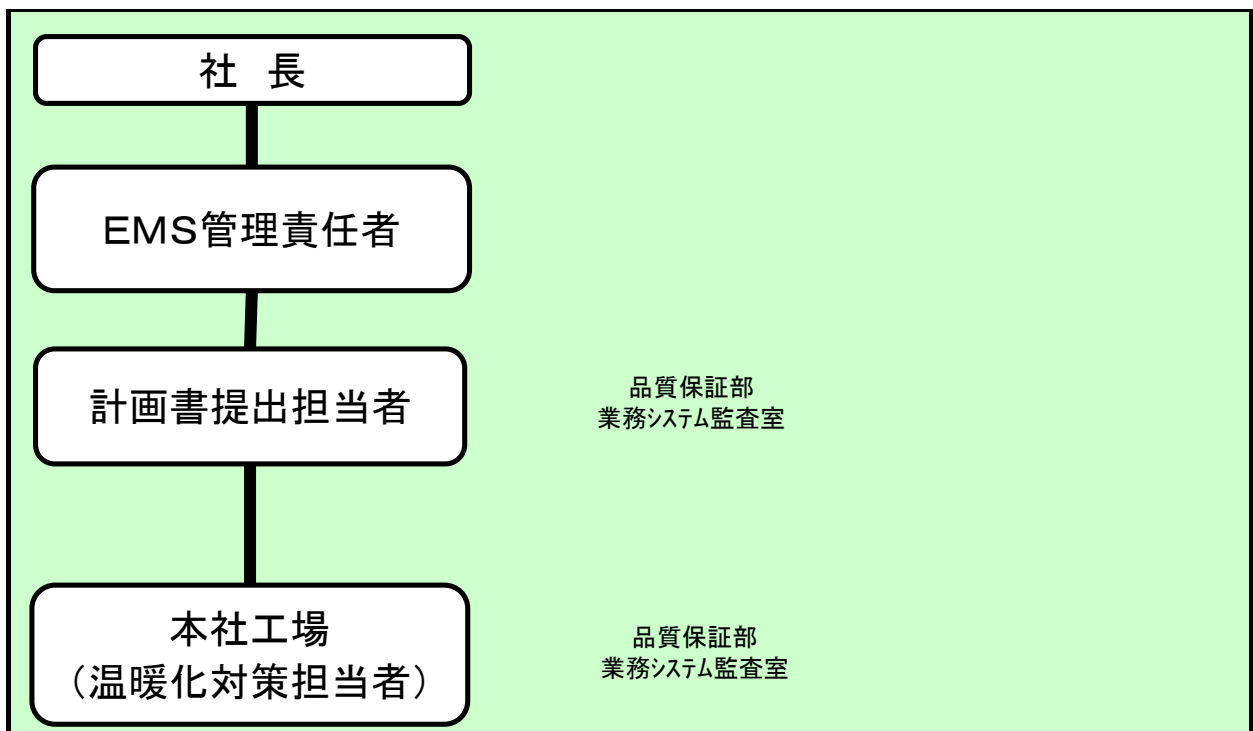 社 長
ＥＭＳ管理責任者
計画書提出担当者
品質保証部
業務ｼｽﾃﾑ監査室
本社工場
（温暖化対策担当者）
品質保証部
業務ｼｽﾃﾑ監査室